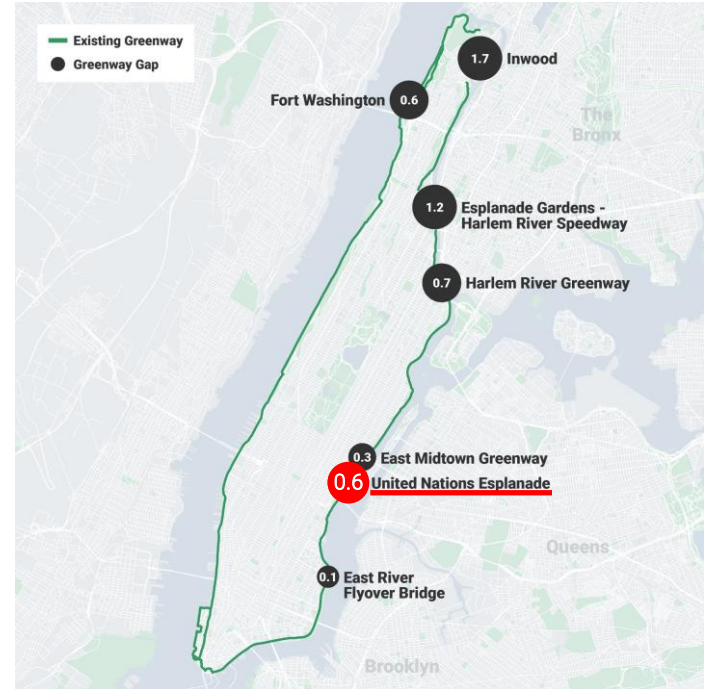 Existing Greenway
Greenway Gap
1.7
Inwood
Fort Washington
0.6
The
Bronx
1.2
Esplanade Gardens -
Harlem River Speedway
0.7
Harlem River Greenway
0.3
East Midtown Greenway
0.6
United Nations Esplanade
Queens
0.1
East River
Flyover Bridge
Brooklyn